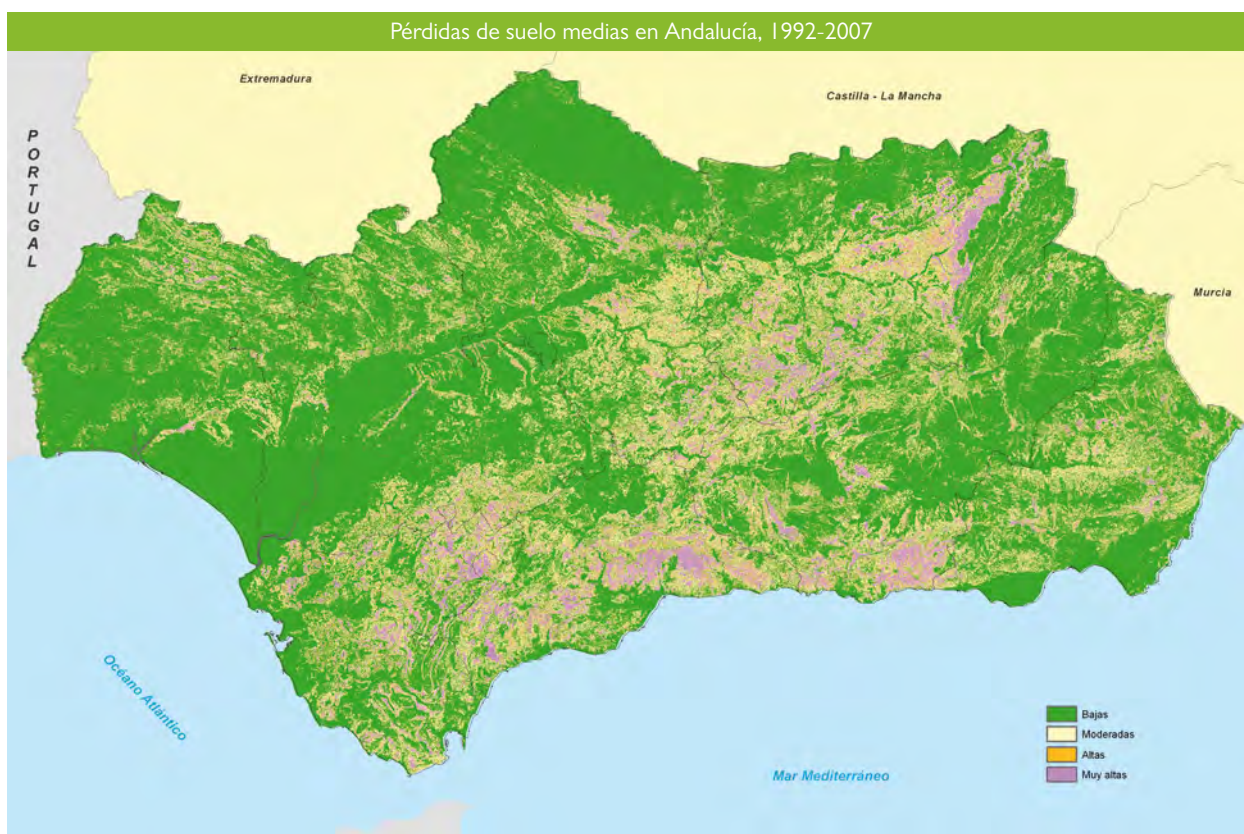 Pérdidas de suelo medias en Andalucía, 1992-2007
Extremadura
Castilla - La Mancha
PORTUGAL
Murcia
Océano Atlántico
Mar Mediterráneo
Bajas
Moderadas
Altas
Muy altas